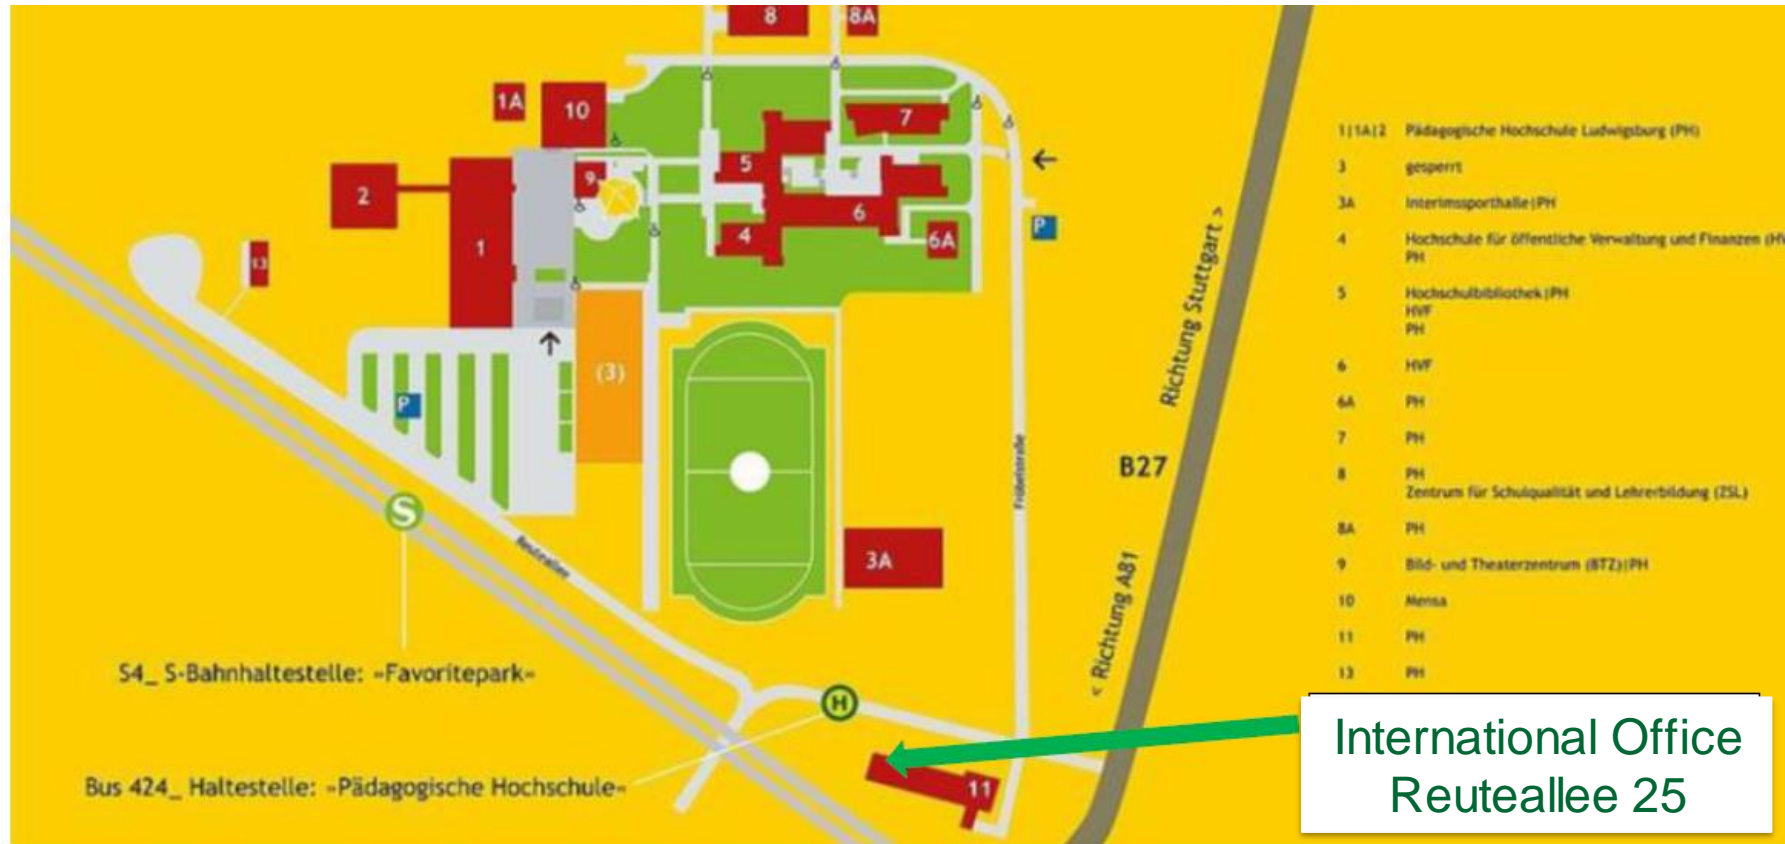 8
8A
1A
10
7
5
9
2
6
1
4
6A
13
P
P
(3)
3A
S
H
11
Reuteallee
Fröbelstraße
Richtung Stuttgart >
B27
< Richtung A81
S4_ S-Bahnhaltestelle: »Favoritepark«
Bus 424_ Haltestelle: »Pädagogische Hochschule«
1|1A|2 Pädagogische Hochschule Ludwigsburg (PH)
3 gesperrt
3A Interimssporthalle|PH
4 Hochschule für öffentliche Verwaltung und Finanzen (HV
PH
5 Hochschulbibliothek|PH
HVF
PH
6 HVF
6A PH
7 PH
8 PH
Zentrum für Schulqualität und Lehrerbildung (ZSL)
8A PH
9 Bild- und Theaterzentrum (BTZ)|PH
10 Mensa
11 PH
13 PH
International Office
Reuteallee 25